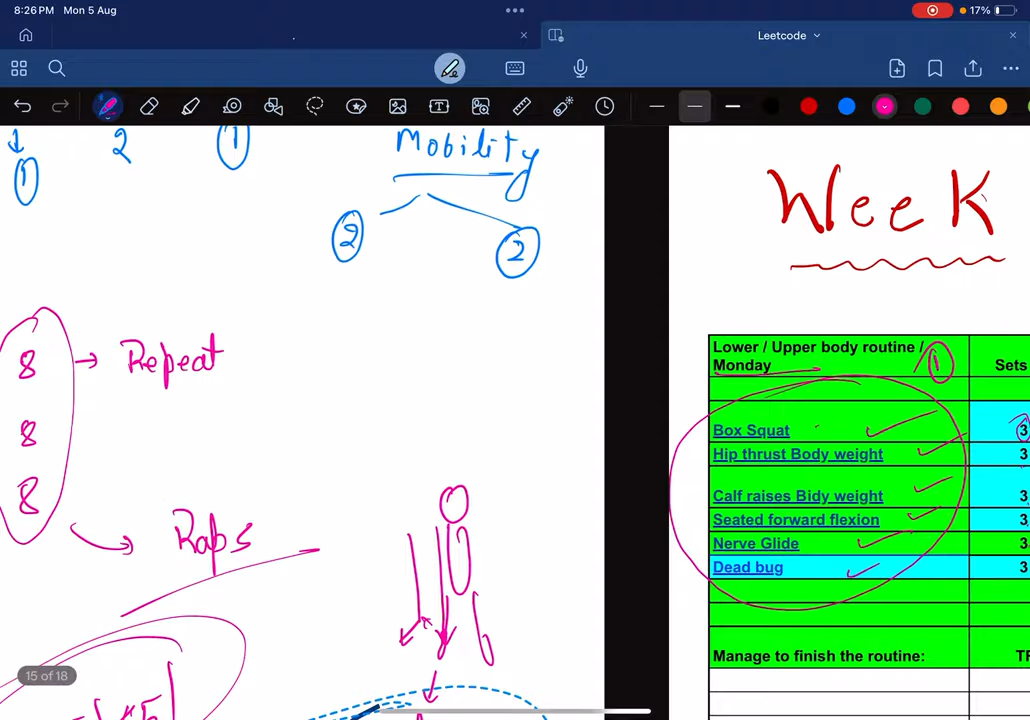 8:26 PM Mon 5 Aug
17%
Leetcode
1
2
1
Mobility
2
2
8
Repeat
8
8
Raps
Week
Lower / Upper body routine / Monday
1
Sets
Box Squat
3
Hip thrust Body weight
3
Calf raises Bidy weight
3
Seated forward flexion
3
Nerve Glide
3
Dead bug
3
Manage to finish the routine:
15 of 18